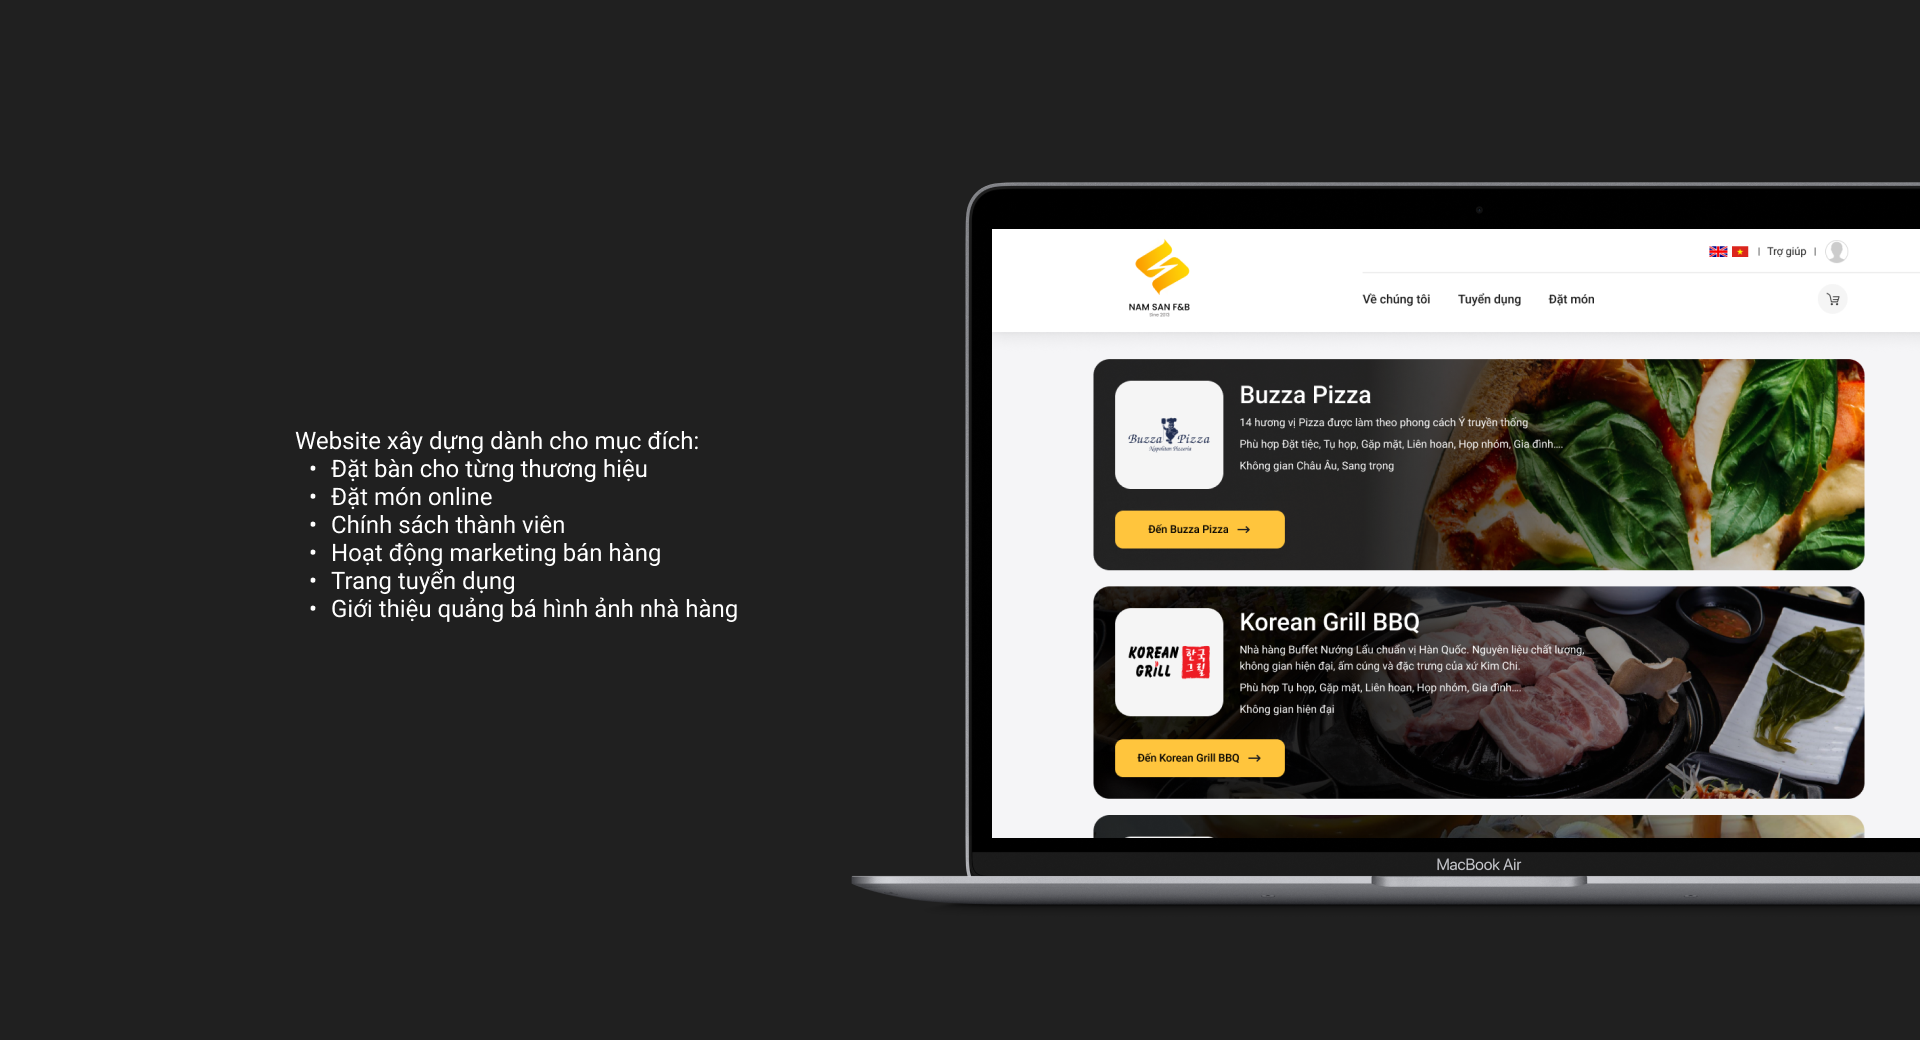 Website xây dựng dành cho mục đích:
• Đặt bàn cho từng thương hiệu
• Đặt món online
• Chính sách thành viên
• Hoạt động marketing bán hàng
• Trang tuyển dụng
• Giới thiệu quảng bá hình ảnh nhà hàng
NAM SAN F&B
Since 2013
| Trợ giúp |
Về chúng tôi Tuyển dụng Đặt món
Buzza Pizza
Napolitan Pizzeria
Buzza Pizza
14 hương vị Pizza được làm theo phong cách Ý truyền thống
Phù hợp Đặt tiệc, Tụ họp, Gặp mặt, Liên hoan, Họp nhóm, Gia đình....
Không gian Châu Âu, Sang trọng
Đến Buzza Pizza →
KOREAN GRILL
한국그릴
Korean Grill BBQ
Nhà hàng Buffet Nướng Lẩu chuẩn vị Hàn Quốc. Nguyên liệu chất lượng,
không gian hiện đại, ấm cúng và đặc trưng của xứ Kim Chi.
Phù hợp Tụ họp, Gặp mặt, Liên hoan, Họp nhóm, Gia đình....
Không gian hiện đại
Đến Korean Grill BBQ →
MacBook Air